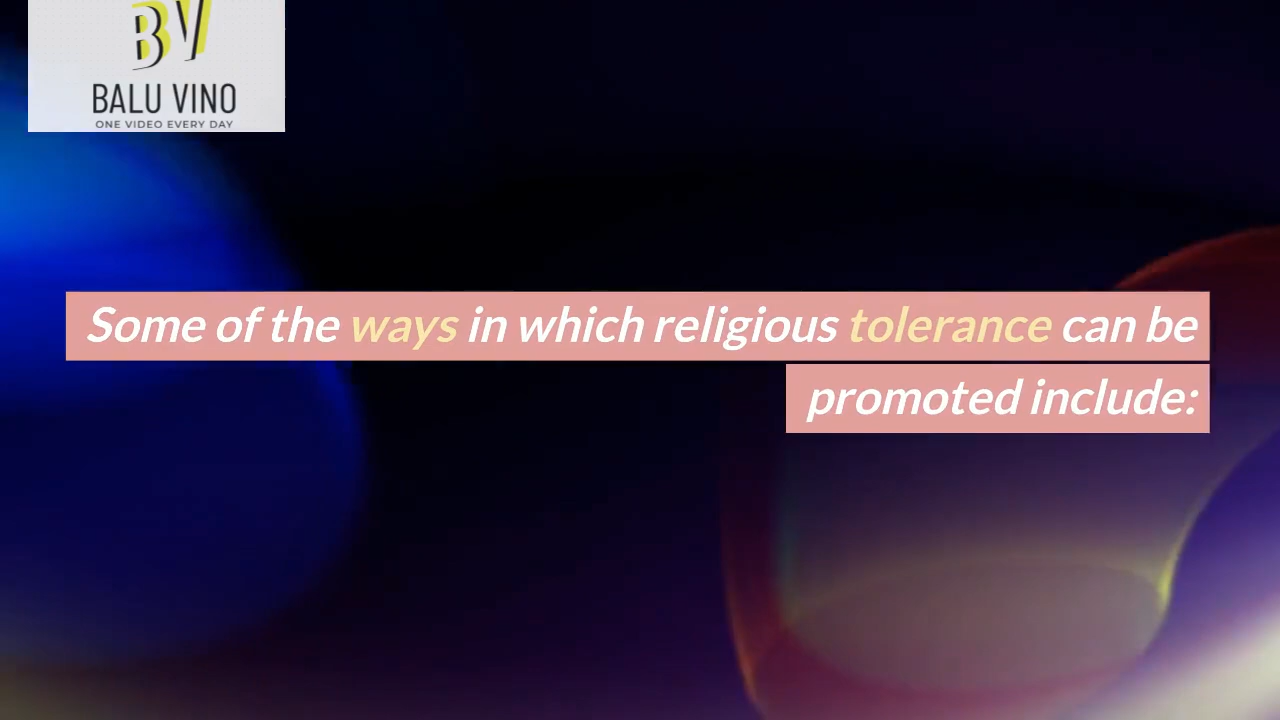 BV
BALU VINO
ONE VIDEO EVERY DAY
Some of the ways in which religious tolerance can be
promoted include: